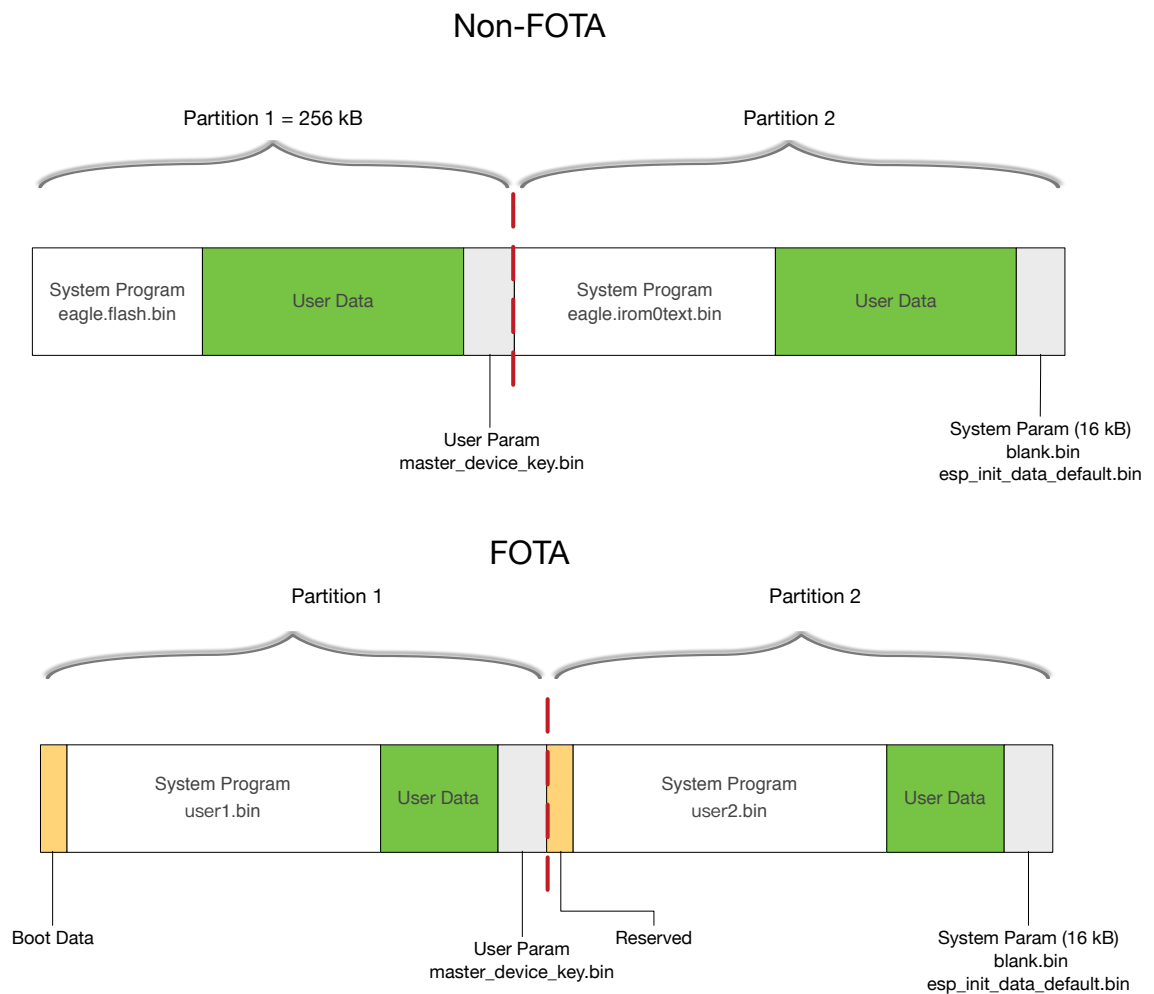 Non-FOTA
Partition 1 = 256 kB
Partition 2
System Program
eagle.flash.bin
User Data
System Program
eagle.irom0text.bin
User Data
User Param
master_device_key.bin
System Param (16 kB)
blank.bin
esp_init_data_default.bin
FOTA
Partition 1
Partition 2
System Program
user1.bin
User Data
System Program
user2.bin
User Data
Boot Data
User Param
master_device_key.bin
Reserved
System Param (16 kB)
blank.bin
esp_init_data_default.bin